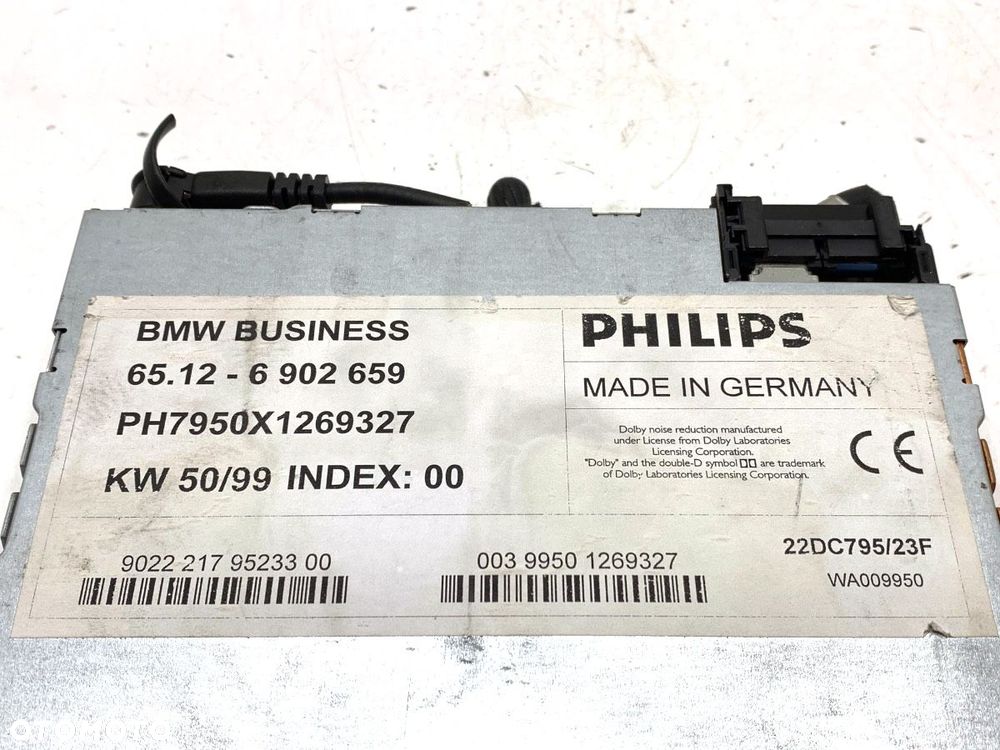 BMW BUSINESS
65.12 - 6 902 659
PH7950X1269327
KW 50/99 INDEX: 00
PHILIPS
MADE IN GERMANY
Dolby noise reduction manufactured
under License from Dolby Laboratories
Licensing Corporation.
"Dolby" and the double-D symbol are trademark
of Dolby Laboratories Licensing Corporation.
CE
9022 217 95233 00
003 9950 1269327
22DC795/23F
WA009950
OTOMOTO